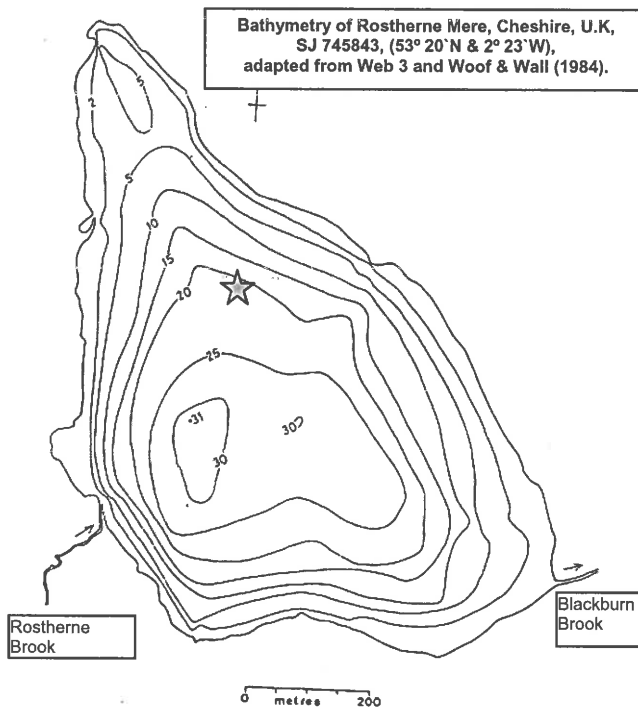 Bathymetry of Rostherne Mere, Cheshire, U.K,
SJ 745843, (53º 20`N & 2º 23`W),
adapted from Web 3 and Woof & Wall (1984).
2
5
5
10
15
20
25
31
30
30
Rostherne
Brook
Blackburn
Brook
0 metres 200